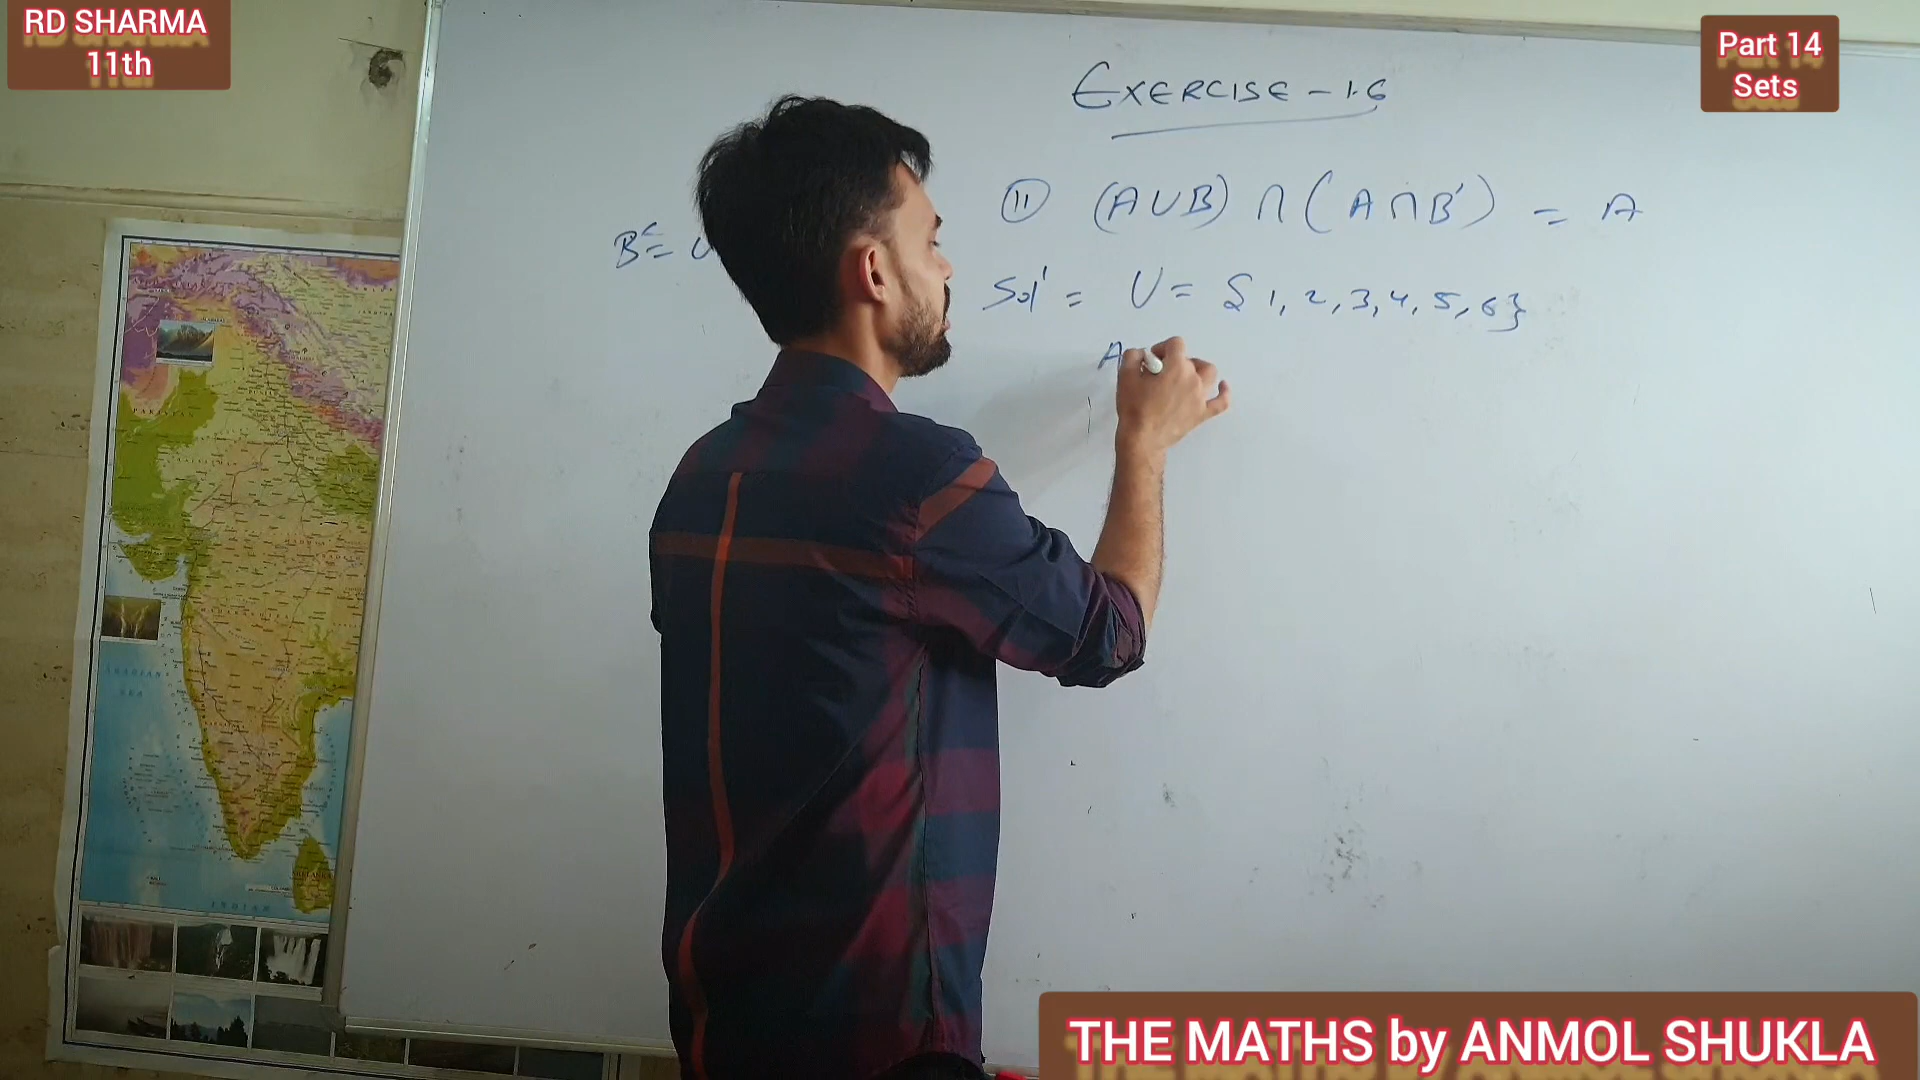 RD SHARMA
11th
Part 14
Sets
EXERCISE - 1.6
B^c = U
(11) (A∪B) ∩ (A∩B') = A
Sol' = U = { 1, 2, 3, 4, 5, 6 }
A
THE MATHS by ANMOL SHUKLA